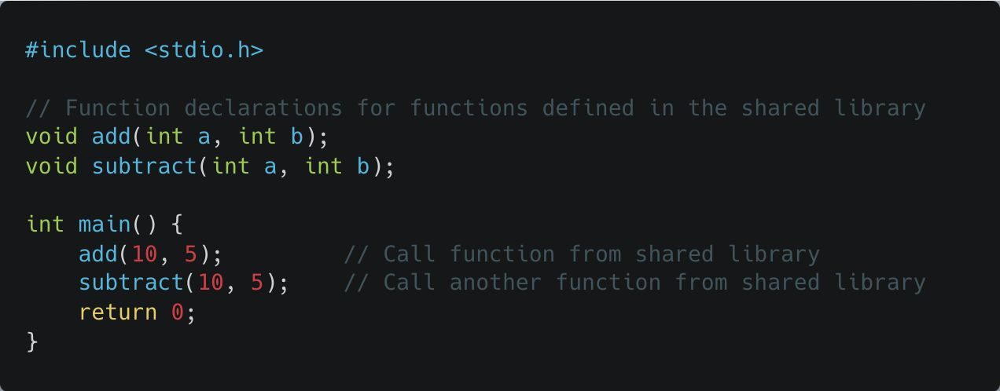 #include <stdio.h>

// Function declarations for functions defined in the shared library
void add(int a, int b);
void subtract(int a, int b);

int main() {
    add(10, 5);         // Call function from shared library
    subtract(10, 5);    // Call another function from shared library
    return 0;
}